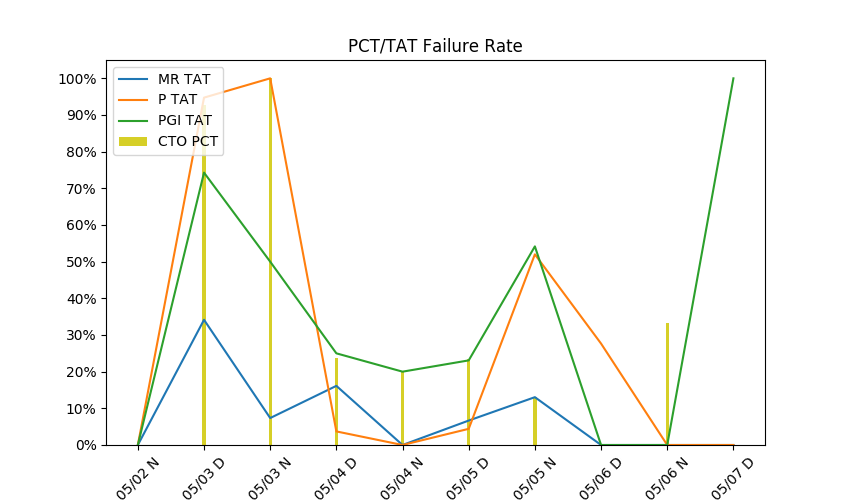 PCT/TAT Failure Rate
MR TAT
P TAT
PGI TAT
CTO PCT
100%
90%
80%
70%
60%
50%
40%
30%
20%
10%
0%
05/02 N
05/03 D
05/03 N
05/04 D
05/04 N
05/05 D
05/05 N
05/06 D
05/06 N
05/07 D